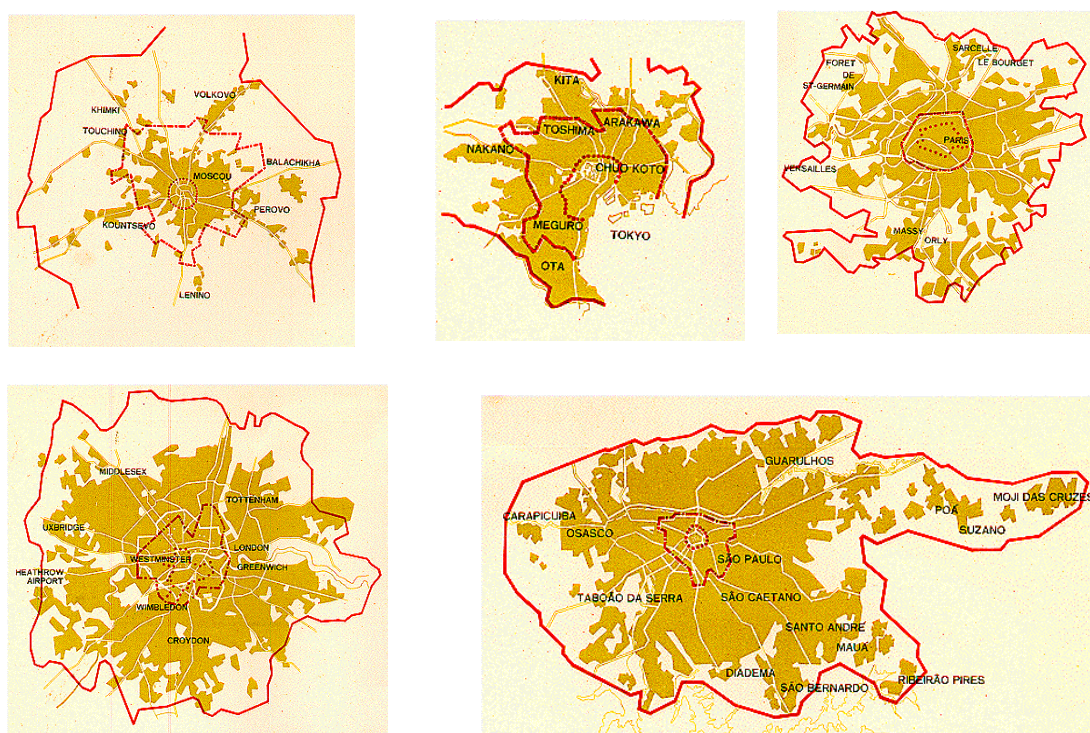 VOLKOVO
KHIMKI
TOUCHINO
BALACHIKHA
MOSCOU
PEROVO
KOUNTSEVO
LENINO
KITA
ARAKAWA
TOSHIMA
NAKANO
CHUO KOTO
MEGURO
TOKYO
OTA
SARCELLE
LE BOURGET
FORET
DE
ST-GERMAIN
PARIS
VERSAILLES
MASSY
ORLY
MIDDLESEX
TOTTENHAM
UXBRIDGE
LONDON
WESTMINSTER
GREENWICH
HEATHROW
AIRPORT
WIMBLEDON
CROYDON
GUARULHOS
MOJI DAS CRUZES
POA
CARAPICUIBA
SUZANO
OSASCO
SÃO PAULO
TABOÃO DA SERRA
SÃO CAETANO
SANTO ANDRÉ
MAUÁ
DIADEMA
RIBEIRÃO PIRES
SÃO BERNARDO